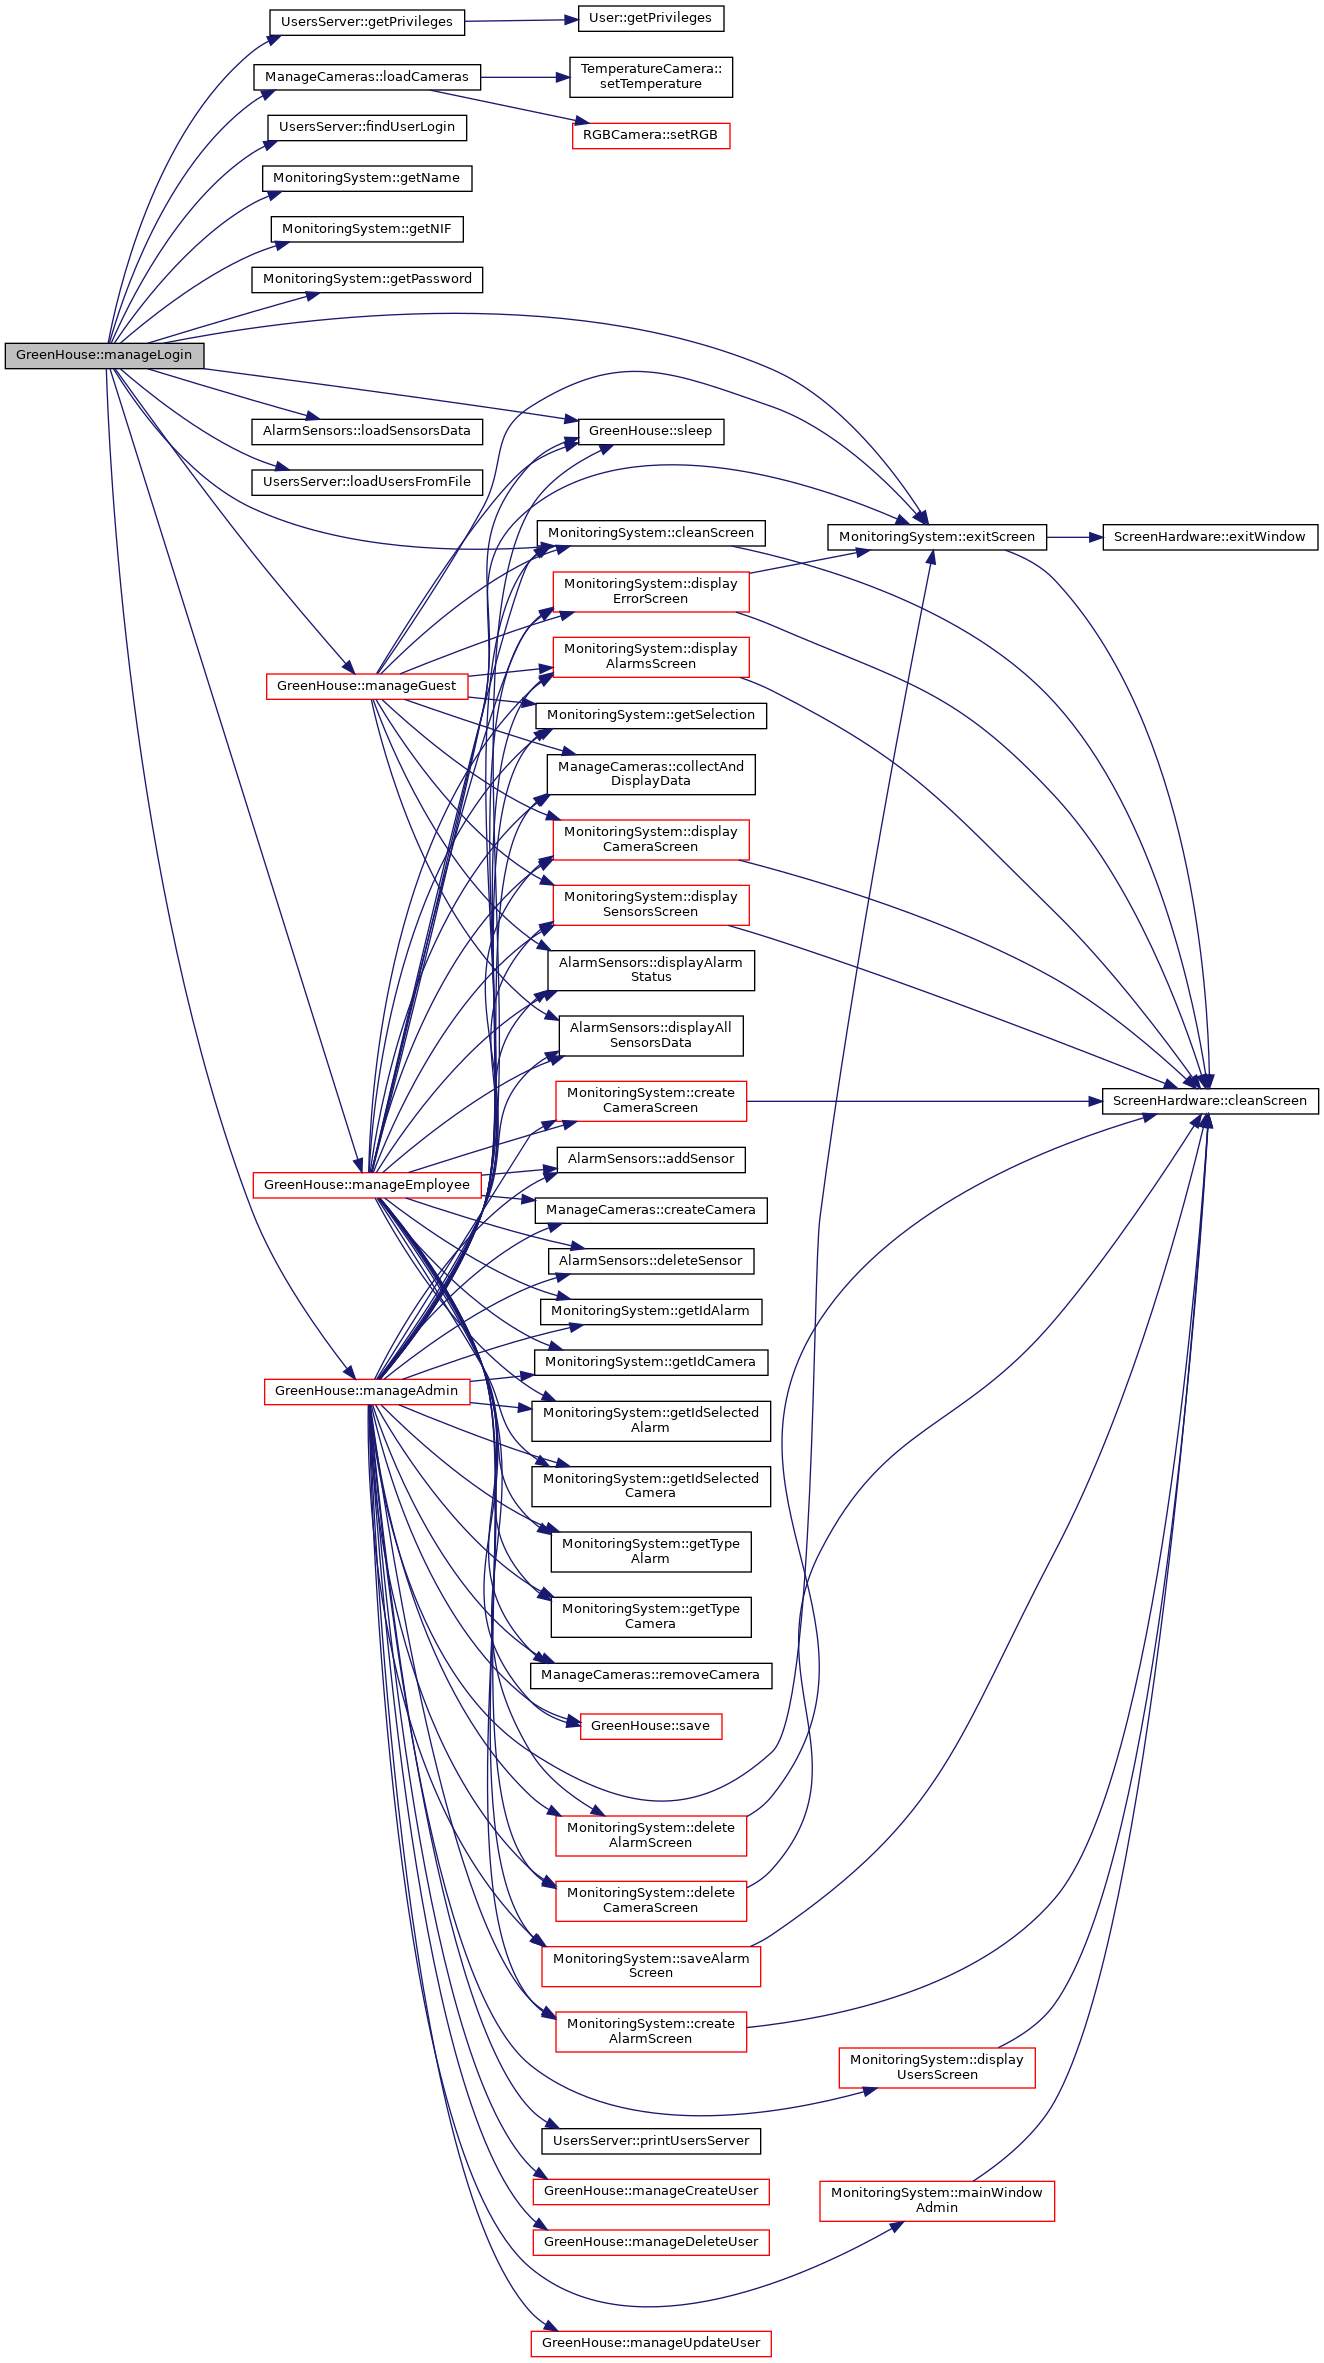 UsersServer::getPrivileges
User::getPrivileges
ManageCameras::loadCameras
TemperatureCamera::
setTemperature
UsersServer::findUserLogin
RGBCamera::setRGB
MonitoringSystem::getName
MonitoringSystem::getNIF
MonitoringSystem::getPassword
GreenHouse::manageLogin
AlarmSensors::loadSensorsData
GreenHouse::sleep
UsersServer::loadUsersFromFile
MonitoringSystem::cleanScreen
MonitoringSystem::exitScreen
ScreenHardware::exitWindow
MonitoringSystem::display
ErrorScreen
MonitoringSystem::display
AlarmsScreen
GreenHouse::manageGuest
MonitoringSystem::getSelection
ManageCameras::collectAnd
DisplayData
MonitoringSystem::display
CameraScreen
MonitoringSystem::display
SensorsScreen
AlarmSensors::displayAlarm
Status
AlarmSensors::displayAll
SensorsData
MonitoringSystem::create
CameraScreen
ScreenHardware::cleanScreen
AlarmSensors::addSensor
GreenHouse::manageEmployee
ManageCameras::createCamera
AlarmSensors::deleteSensor
MonitoringSystem::getIdAlarm
MonitoringSystem::getIdCamera
GreenHouse::manageAdmin
MonitoringSystem::getIdSelected
Alarm
MonitoringSystem::getIdSelected
Camera
MonitoringSystem::getType
Alarm
MonitoringSystem::getType
Camera
ManageCameras::removeCamera
GreenHouse::save
MonitoringSystem::delete
AlarmScreen
MonitoringSystem::delete
CameraScreen
MonitoringSystem::saveAlarm
Screen
MonitoringSystem::create
AlarmScreen
MonitoringSystem::display
UsersScreen
UsersServer::printUsersServer
GreenHouse::manageCreateUser
MonitoringSystem::mainWindow
Admin
GreenHouse::manageDeleteUser
GreenHouse::manageUpdateUser